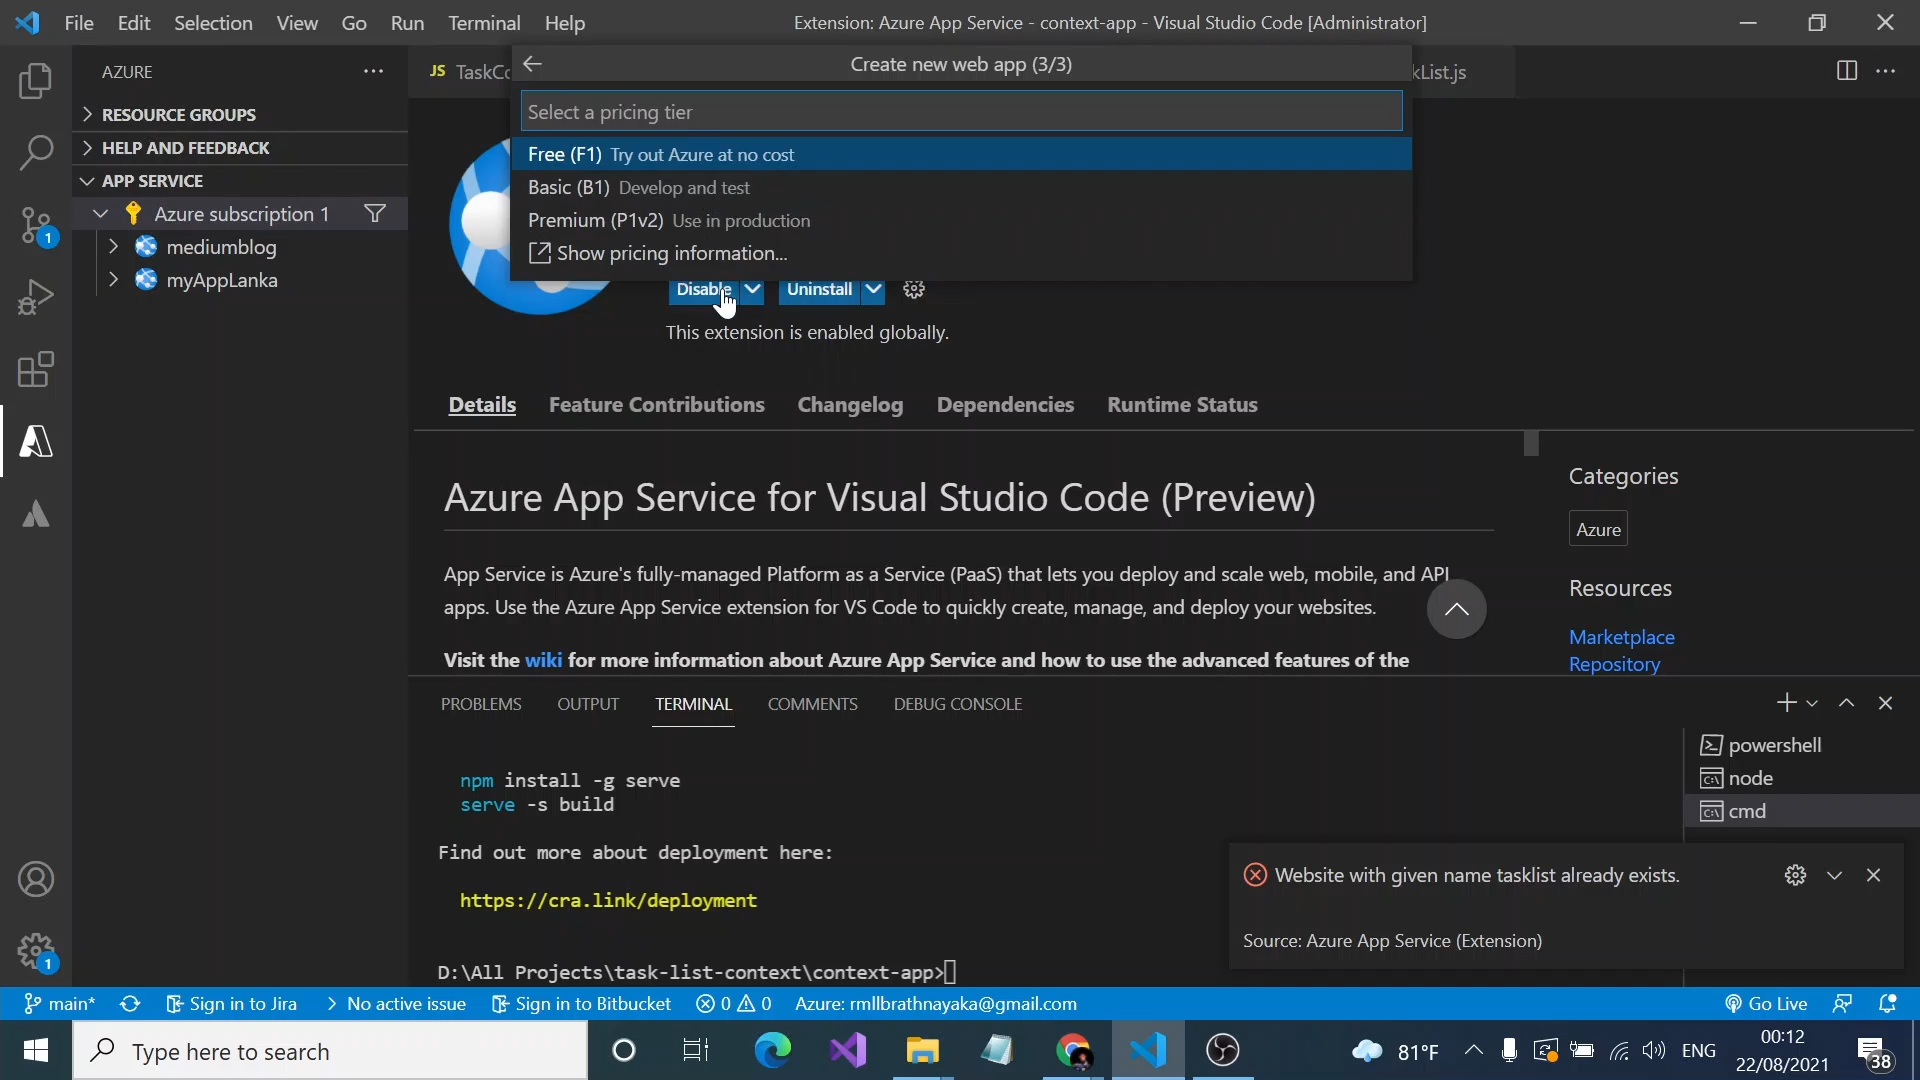 File Edit Selection View Go Run Terminal Help
Extension: Azure App Service - context-app - Visual Studio Code [Administrator]
AZURE
RESOURCE GROUPS
HELP AND FEEDBACK
APP SERVICE
Azure subscription 1
mediumblog
myAppLanka
JS TaskCo
Create new web app (3/3)
kList.js
Select a pricing tier
Free (F1) Try out Azure at no cost
Basic (B1) Develop and test
Premium (P1v2) Use in production
Show pricing information...
Disable
Uninstall
This extension is enabled globally.
Details Feature Contributions Changelog Dependencies Runtime Status
Azure App Service for Visual Studio Code (Preview)
App Service is Azure's fully-managed Platform as a Service (PaaS) that lets you deploy and scale web, mobile, and API
apps. Use the Azure App Service extension for VS Code to quickly create, manage, and deploy your websites.
Visit the wiki for more information about Azure App Service and how to use the advanced features of the
Categories
Azure
Resources
Marketplace
Repository
PROBLEMS OUTPUT TERMINAL COMMENTS DEBUG CONSOLE
npm install -g serve
serve -s build
Find out more about deployment here:
https://cra.link/deployment
D:\All Projects\task-list-context\context-app>
powershell
node
cmd
Website with given name tasklist already exists.
Source: Azure App Service (Extension)
1
1
main* Sign in to Jira No active issue Sign in to Bitbucket 0 0 Azure: rmllbrathnayaka@gmail.com Go Live
Type here to search
81°F
ENG
00:12
22/08/2021
38